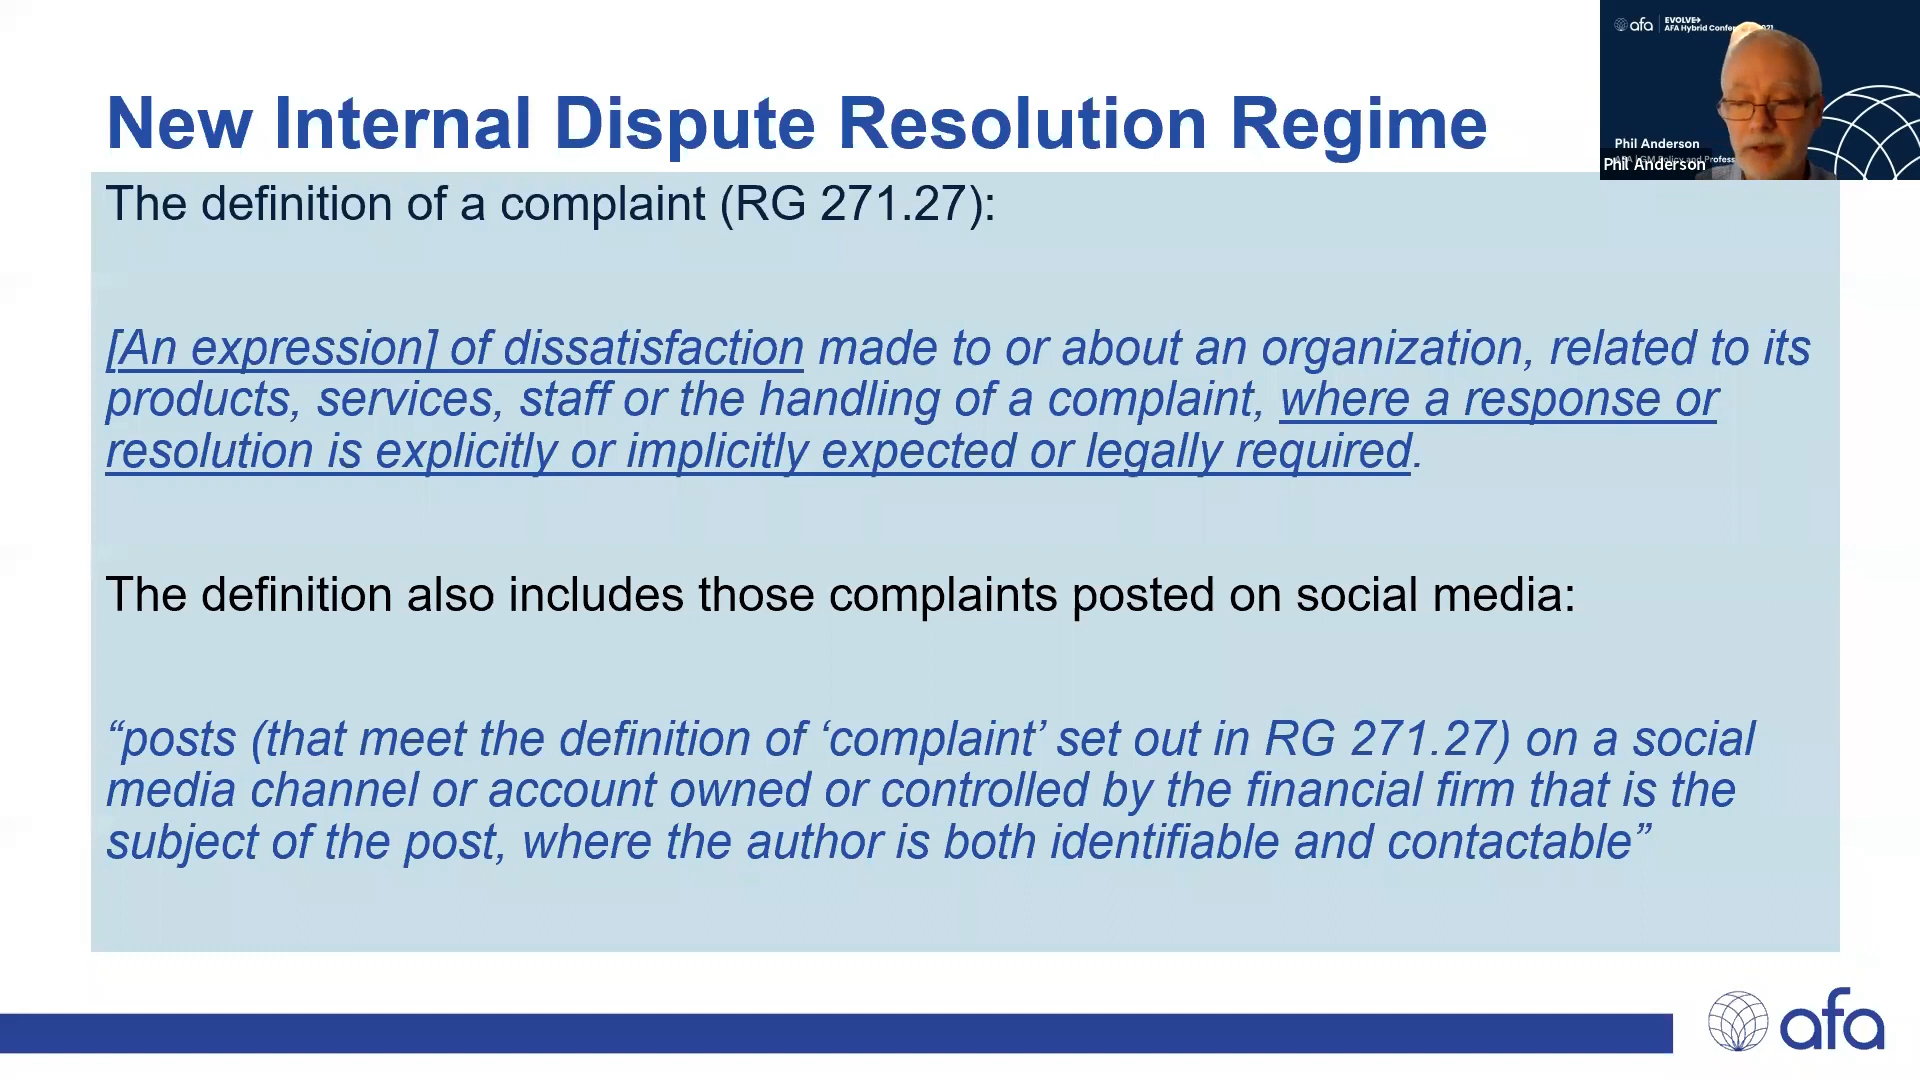 New Internal Dispute Resolution Regime
The definition of a complaint (RG 271.27):
[An expression] of dissatisfaction made to or about an organization, related to its
products, services, staff or the handling of a complaint, where a response or
resolution is explicitly or implicitly expected or legally required.
The definition also includes those complaints posted on social media:
“posts (that meet the definition of ‘complaint’ set out in RG 271.27) on a social
media channel or account owned or controlled by the financial firm that is the
subject of the post, where the author is both identifiable and contactable”
afa
afa
EVOLVE
AFA Hybrid
Phil Anderson
GM Policy and
Phil Anderson